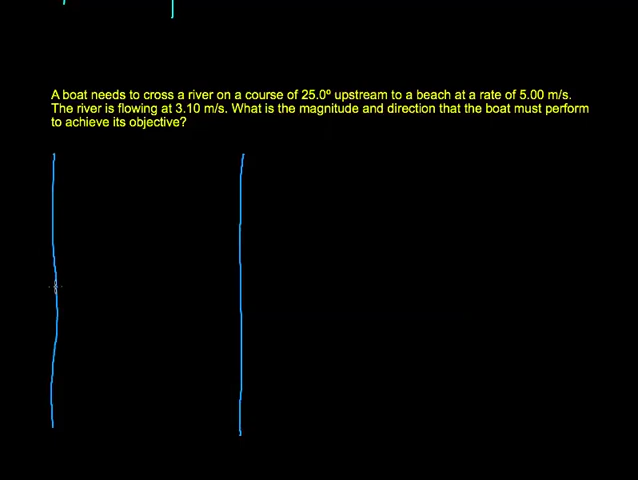 A boat needs to cross a river on a course of 25.0º upstream to a beach at a rate of 5.00 m/s.
The river is flowing at 3.10 m/s. What is the magnitude and direction that the boat must perform
to achieve its objective?